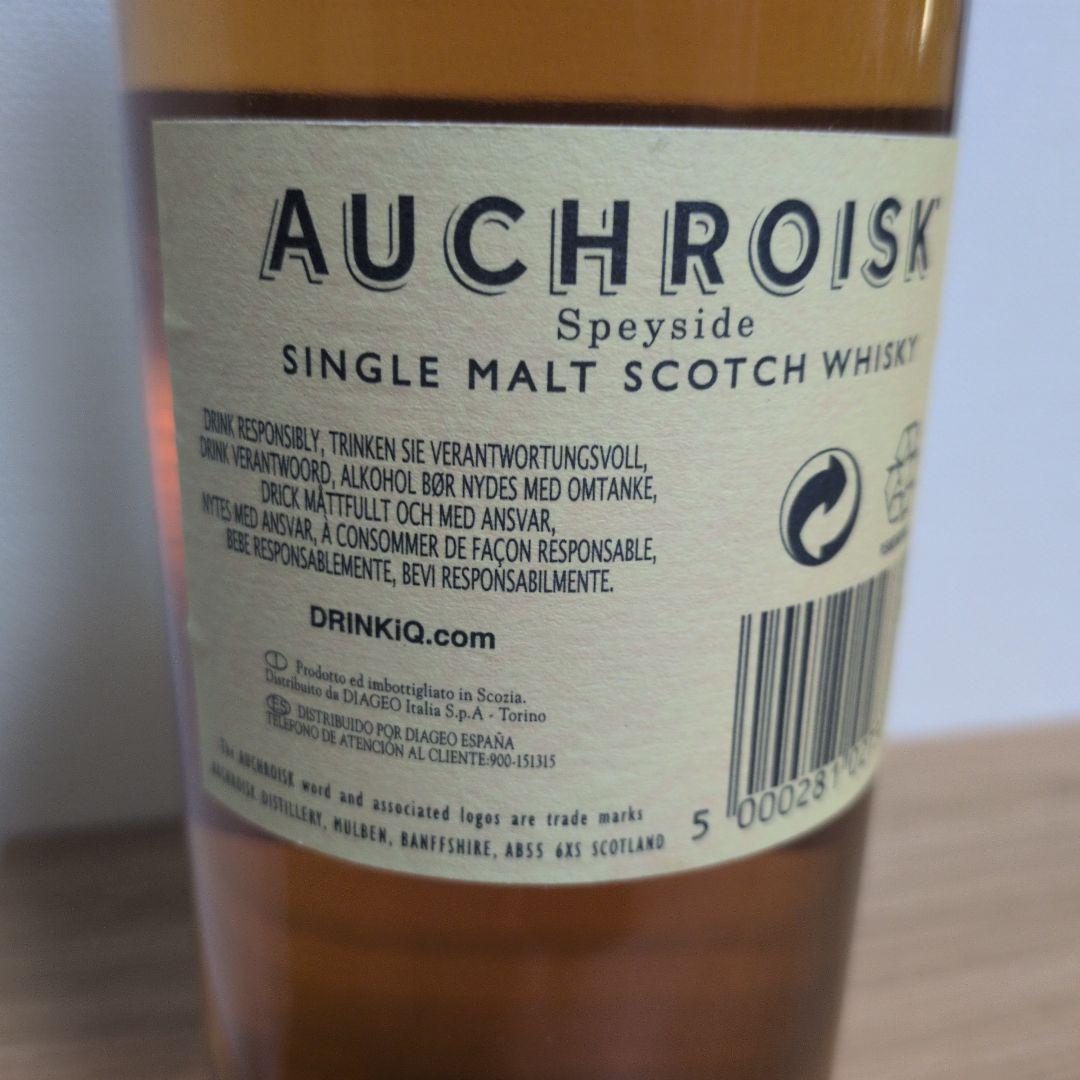 AUCHROISK™
Speyside
SINGLE MALT SCOTCH WHISKY
DRINK RESPONSIBLY, TRINKEN SIE VERANTWORTUNGSVOLL,
DRINK VERANTWOORD, ALKOHOL BØR NYDES MED OMTANKE,
DRICK MÅTTFULLT OCH MED ANSVAR,
NYTES MED ANSVAR, À CONSOMMER DE FAÇON RESPONSABLE,
BEBE RESPONSABLEMENTE, BEVI RESPONSABILMENTE.
DRINKiQ.com
I Prodotto ed imbottigliato in Scozia.
Distribuito da DIAGEO Italia S.p.A - Torino
ES DISTRIBUIDO POR DIAGEO ESPAÑA
TELÉFONO DE ATENCIÓN AL CLIENTE:900-151315
The AUCHROISK word and associated logos are trade marks
AUCHROISK DISTILLERY, MULBEN, BANFFSHIRE, AB55 6XS SCOTLAND
5 000281